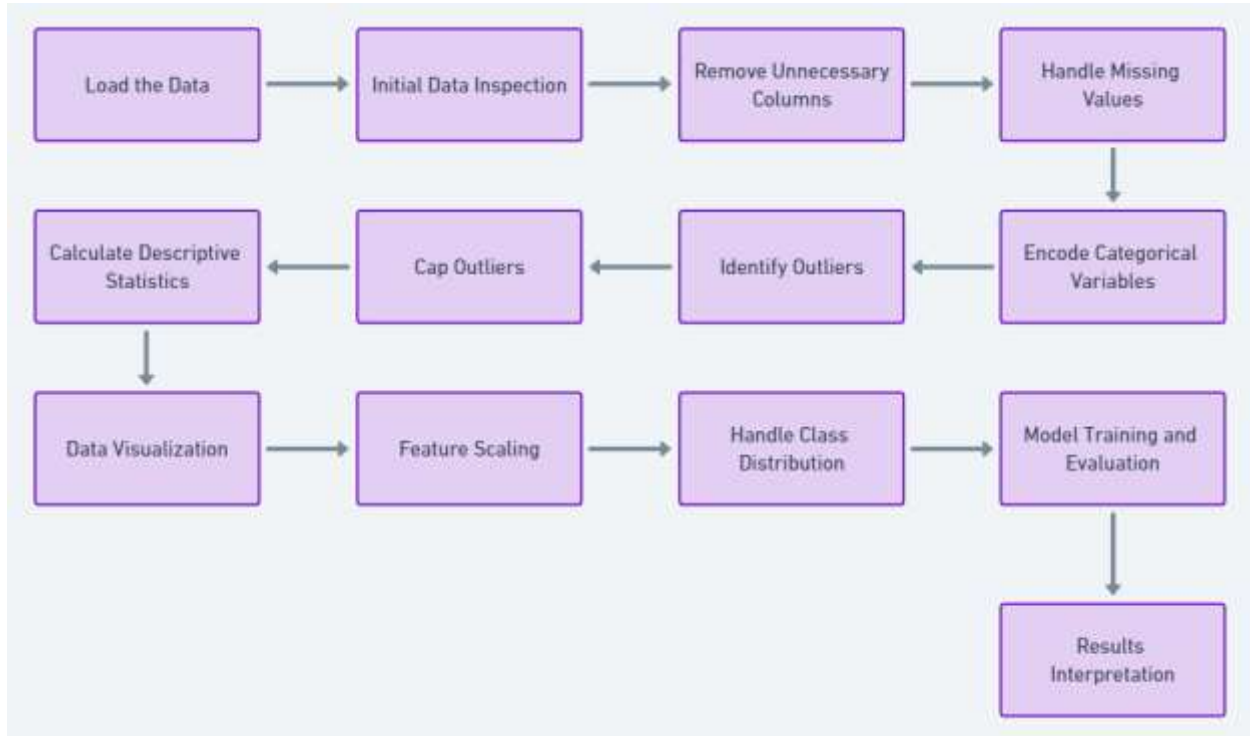 Load the Data
Initial Data Inspection
Remove Unnecessary
Columns
Handle Missing
Values
Encode Categorical
Variables
Identify Outliers
Cap Outliers
Calculate Descriptive
Statistics
Data Visualization
Feature Scaling
Handle Class
Distribution
Model Training and
Evaluation
Results
Interpretation